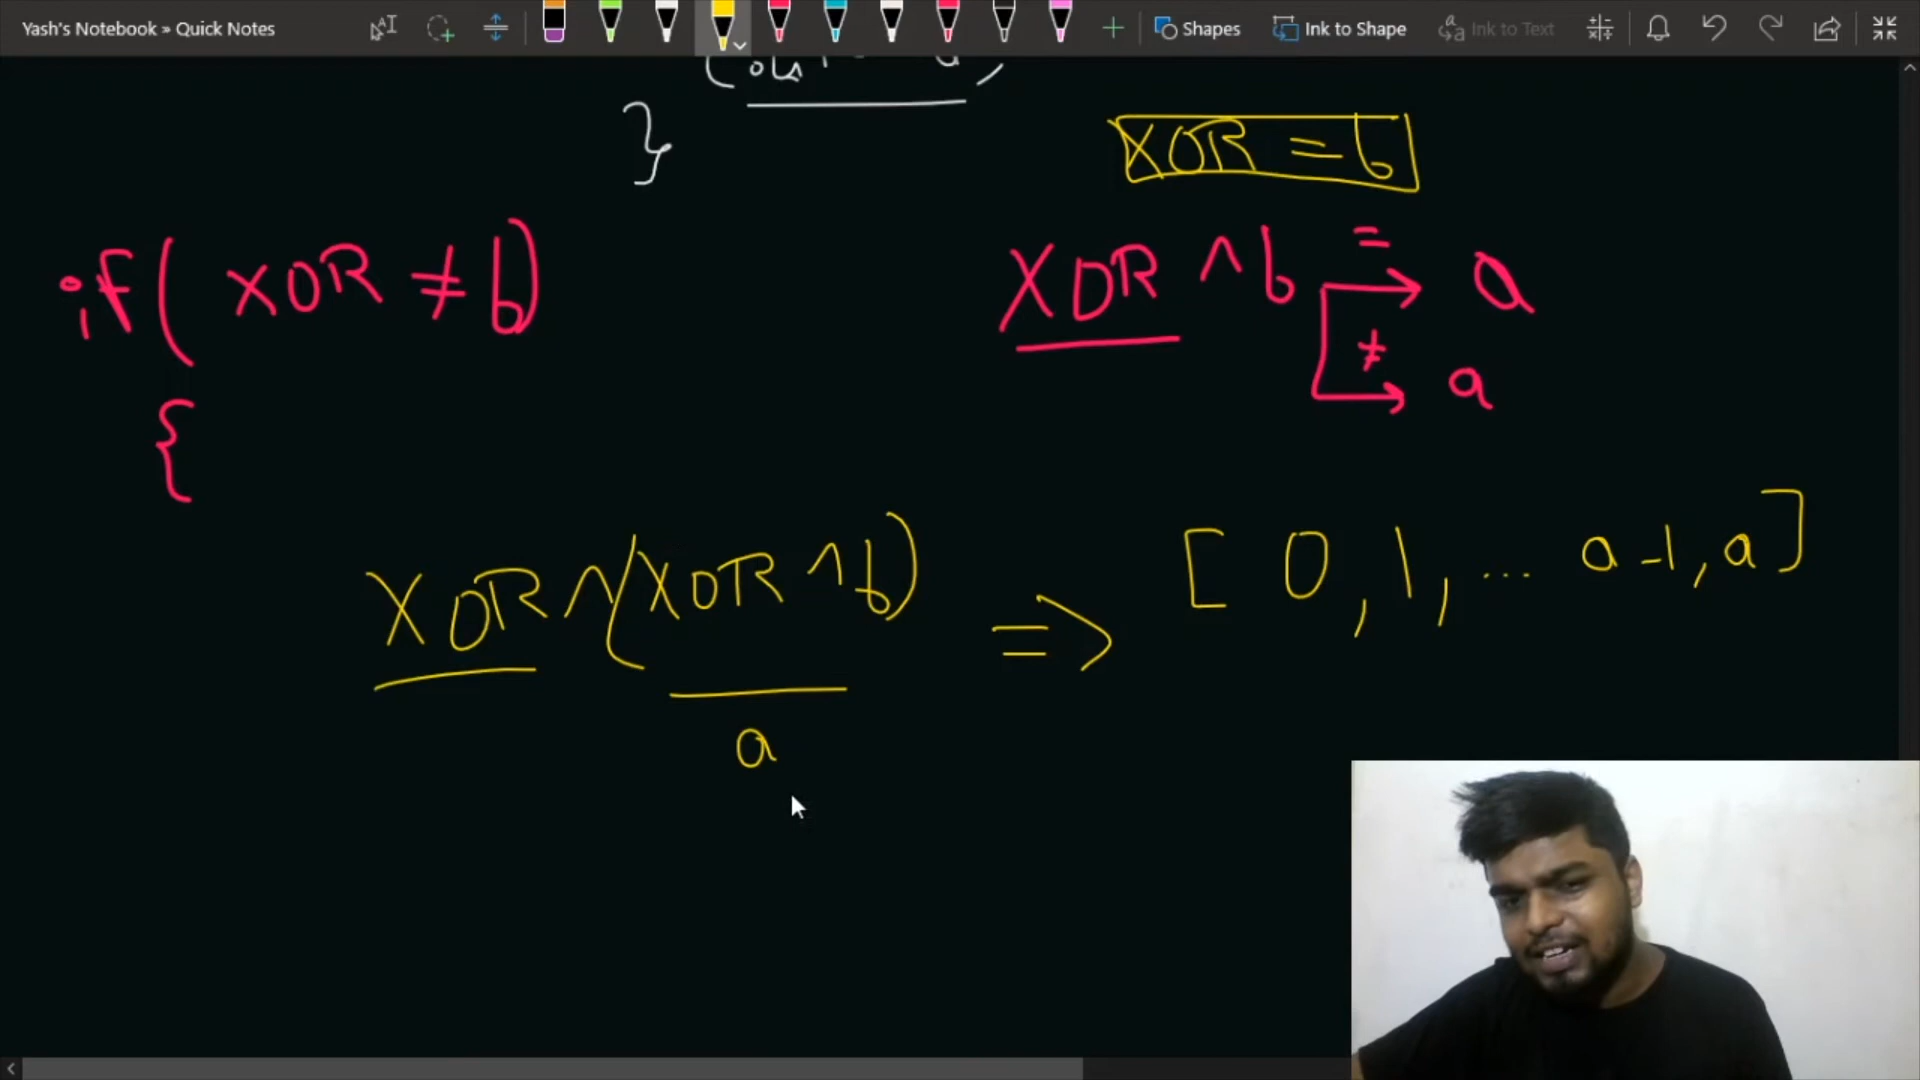 Yash's Notebook » Quick Notes
Shapes
Ink to Shape
Ink to Text
}
XOR = b
if( XOR ≠ b)
XOR ^ b = a
≠ a
{
XOR ^ (XOR ^ b) => [ 0, 1, ... a-1, a ]
a